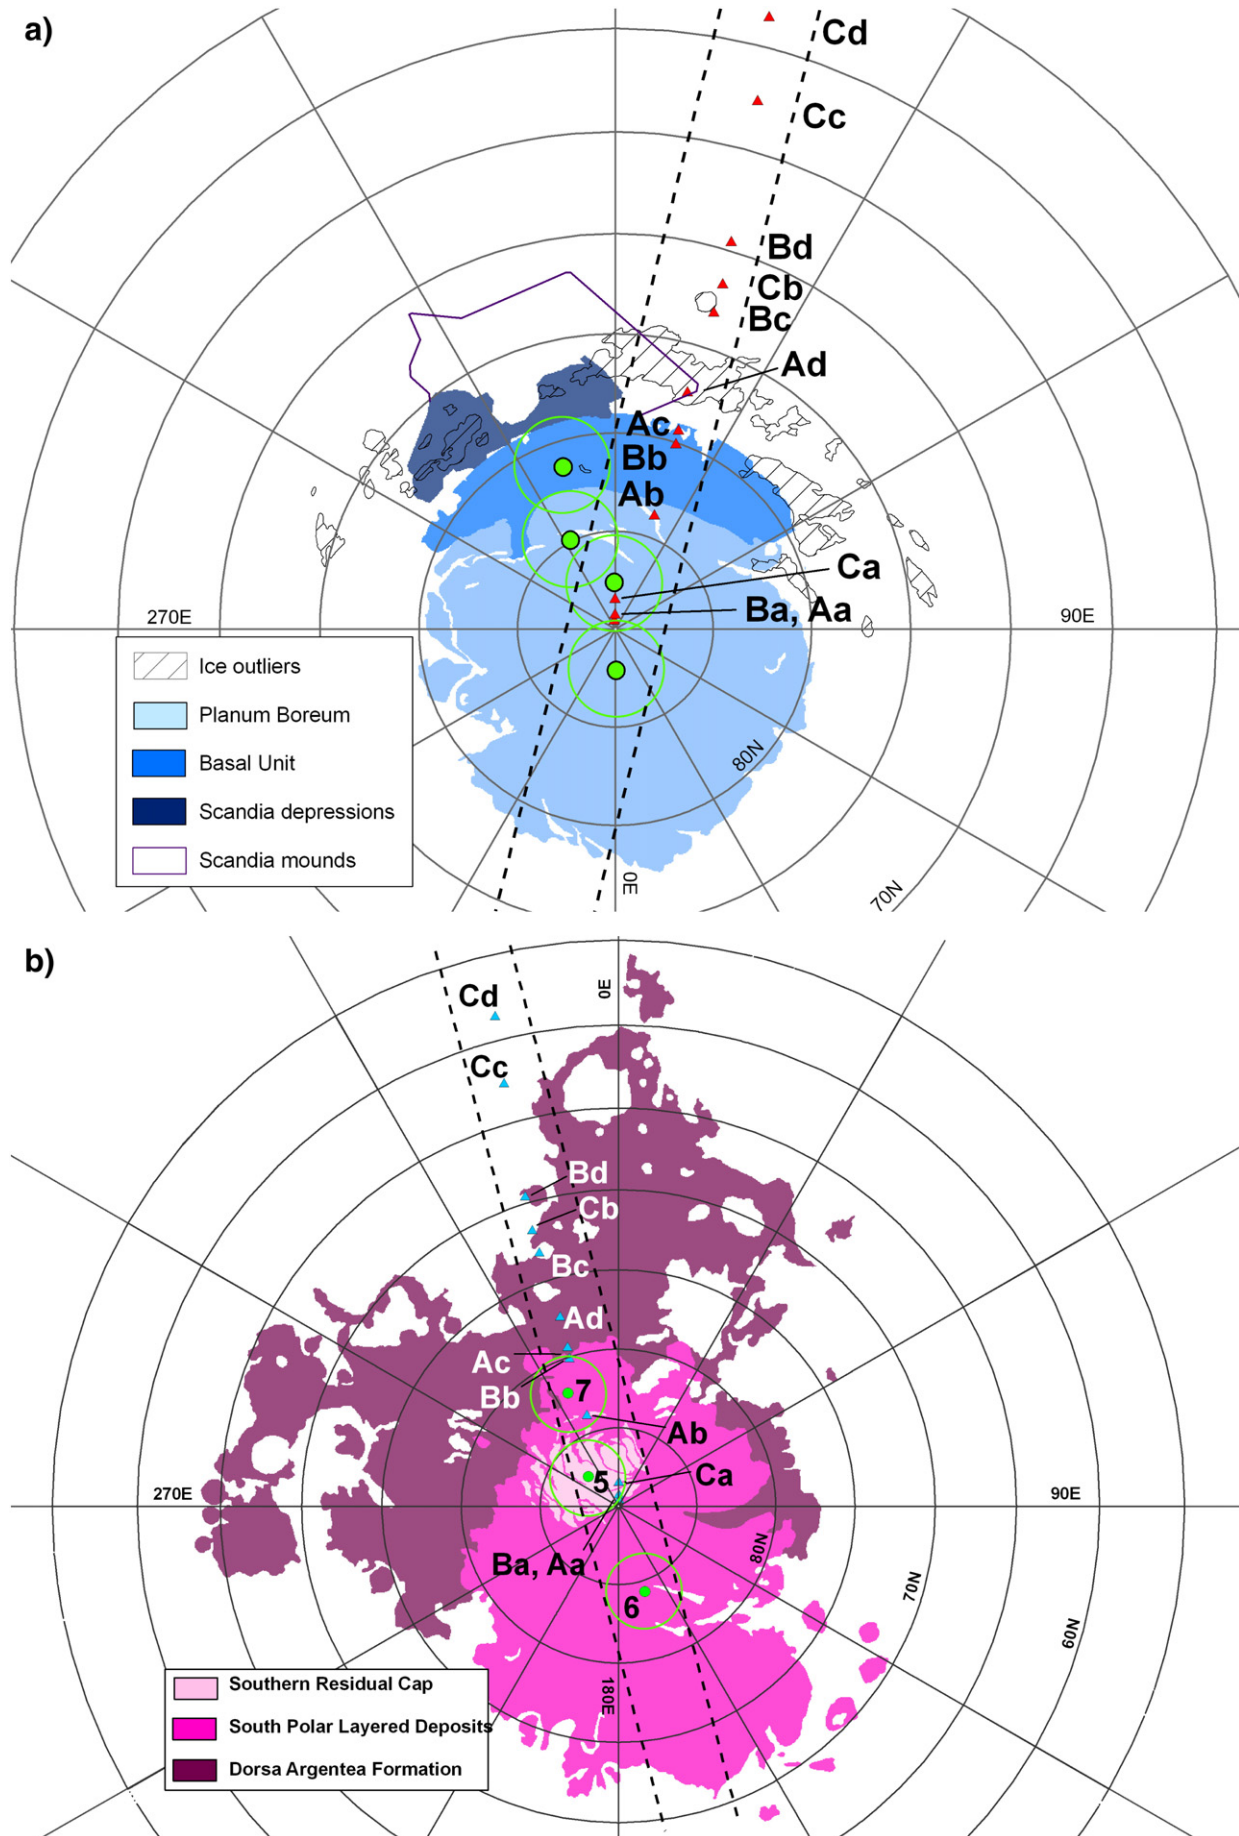 a)
Cd
Cc
Bd
Cb
Bc
Ad
Ac
Bb
Ab
Ca
Ba, Aa
270E
90E
Ice outliers
Planum Boreum
Basal Unit
Scandia depressions
Scandia mounds
80N
0E
70N
b)
0E
Cd
Cc
Bd
Cb
Bc
Ad
Ac
Bb
7
Ab
5
Ca
270E
90E
Ba, Aa
80N
70N
60N
6
180E
Southern Residual Cap
South Polar Layered Deposits
Dorsa Argentea Formation